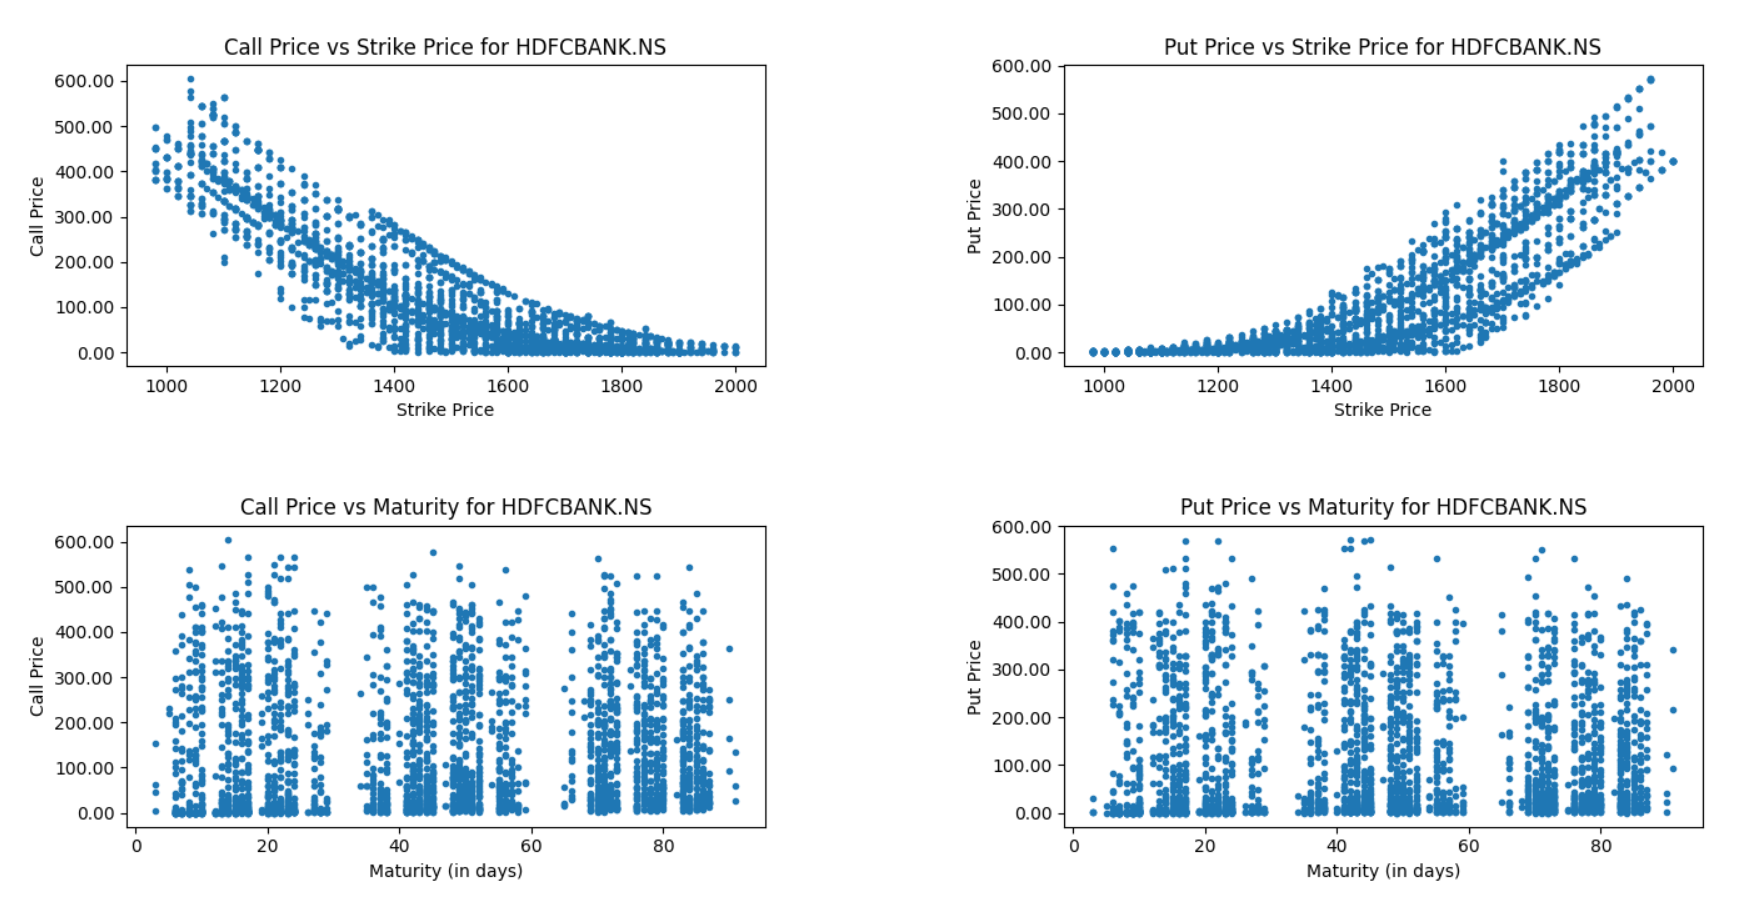 Call Price vs Strike Price for HDFCBANK.NS
600.00
500.00
400.00
300.00
200.00
100.00
0.00
Call Price
1000 1200 1400 1600 1800 2000
Strike Price
Put Price vs Strike Price for HDFCBANK.NS
600.00
500.00
400.00
300.00
200.00
100.00
0.00
Put Price
1000 1200 1400 1600 1800 2000
Strike Price
Call Price vs Maturity for HDFCBANK.NS
600.00
500.00
400.00
300.00
200.00
100.00
0.00
Call Price
0 20 40 60 80
Maturity (in days)
Put Price vs Maturity for HDFCBANK.NS
600.00
500.00
400.00
300.00
200.00
100.00
0.00
Put Price
0 20 40 60 80
Maturity (in days)